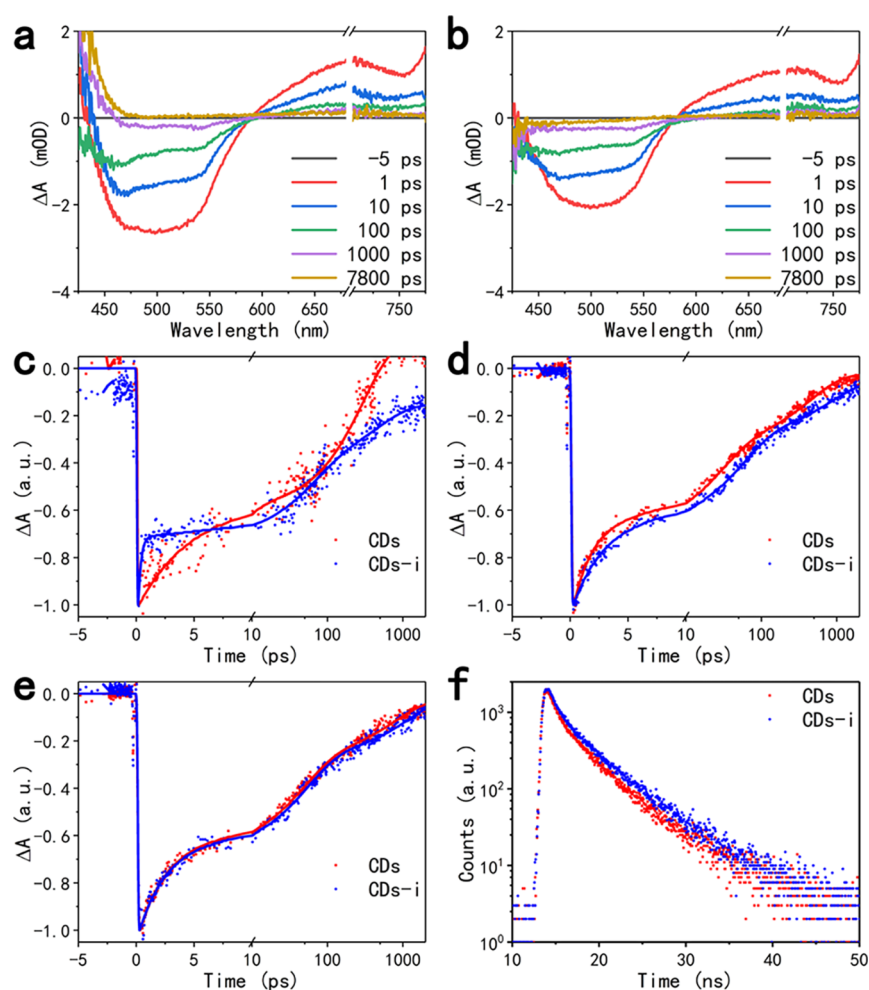 a
2
0
-2
-4
ΔA (mOD)
-5 ps
1 ps
10 ps
100 ps
1000 ps
7800 ps
450 500 550 600 650 750
Wavelength (nm)
b
2
0
-2
-4
ΔA (mOD)
-5 ps
1 ps
10 ps
100 ps
1000 ps
7800 ps
450 500 550 600 650 750
Wavelength (nm)
c
0.0
-0.2
-0.4
-0.6
-0.8
-1.0
ΔA (a.u.)
CDs
CDs-i
-5 0 5 10 100 1000
Time (ps)
d
0.0
-0.2
-0.4
-0.6
-0.8
-1.0
ΔA (a.u.)
CDs
CDs-i
-5 0 5 10 100 1000
Time (ps)
e
0.0
-0.2
-0.4
-0.6
-0.8
-1.0
ΔA (a.u.)
CDs
CDs-i
-5 0 5 10 100 1000
Time (ps)
f
10³
10²
10¹
10⁰
Counts (a.u.)
CDs
CDs-i
10 20 30 40 50
Time (ns)